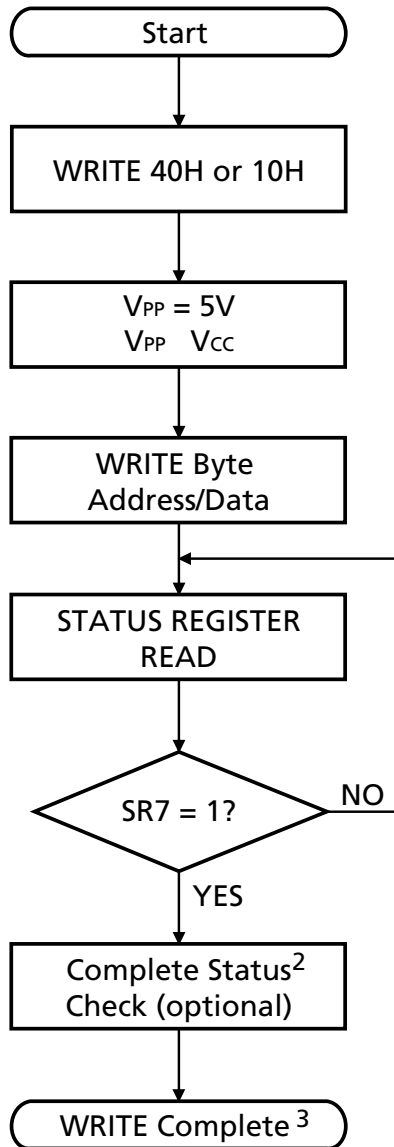 Start
WRITE 40H or 10H
VPP = 5V
VPP VCC
WRITE Byte
Address/Data
STATUS REGISTER
READ
SR7 = 1?
NO
YES
Complete Status2
Check (optional)
WRITE Complete 3